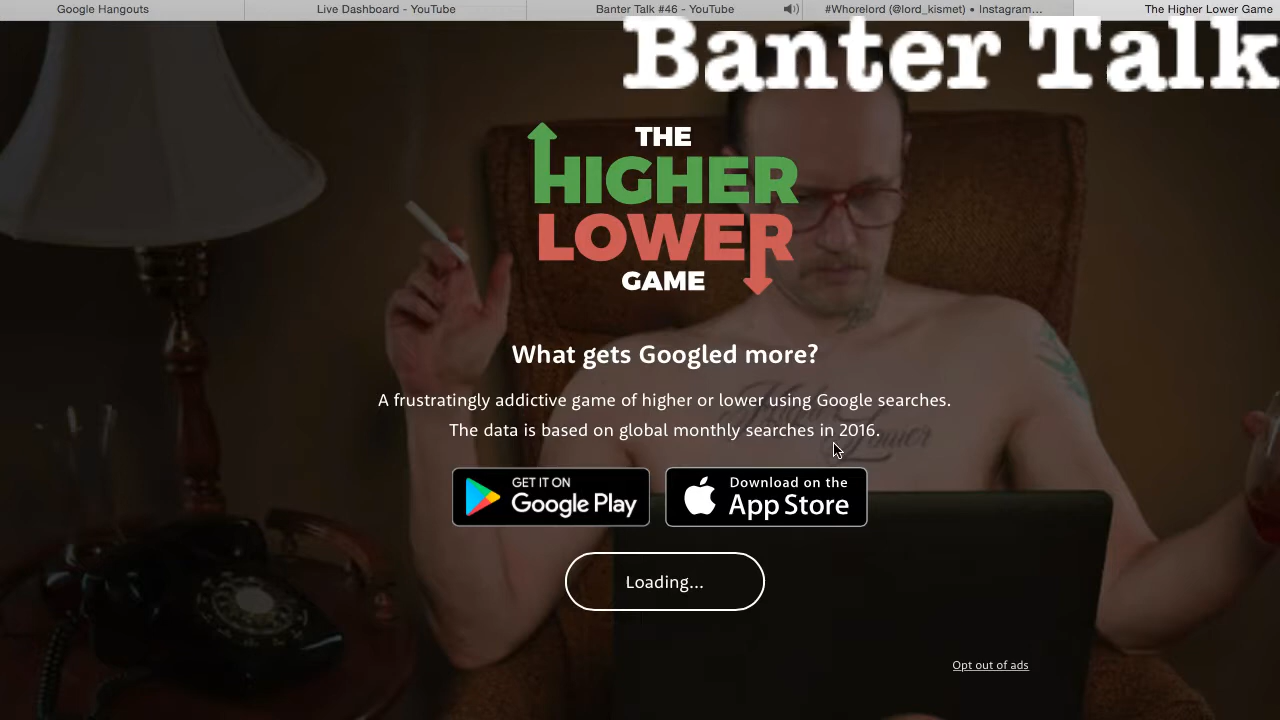 Google Hangouts
Live Dashboard - YouTube
Banter Talk #46 - YouTube
#Whorelord (@lord_kismet) • Instagram…
The Higher Lower Game
Banter Talk
THE
HIGHER
LOWER
GAME
What gets Googled more?
A frustratingly addictive game of higher or lower using Google searches.
The data is based on global monthly searches in 2016.
GET IT ON
Google Play
Download on the
App Store
Loading...
Opt out of ads